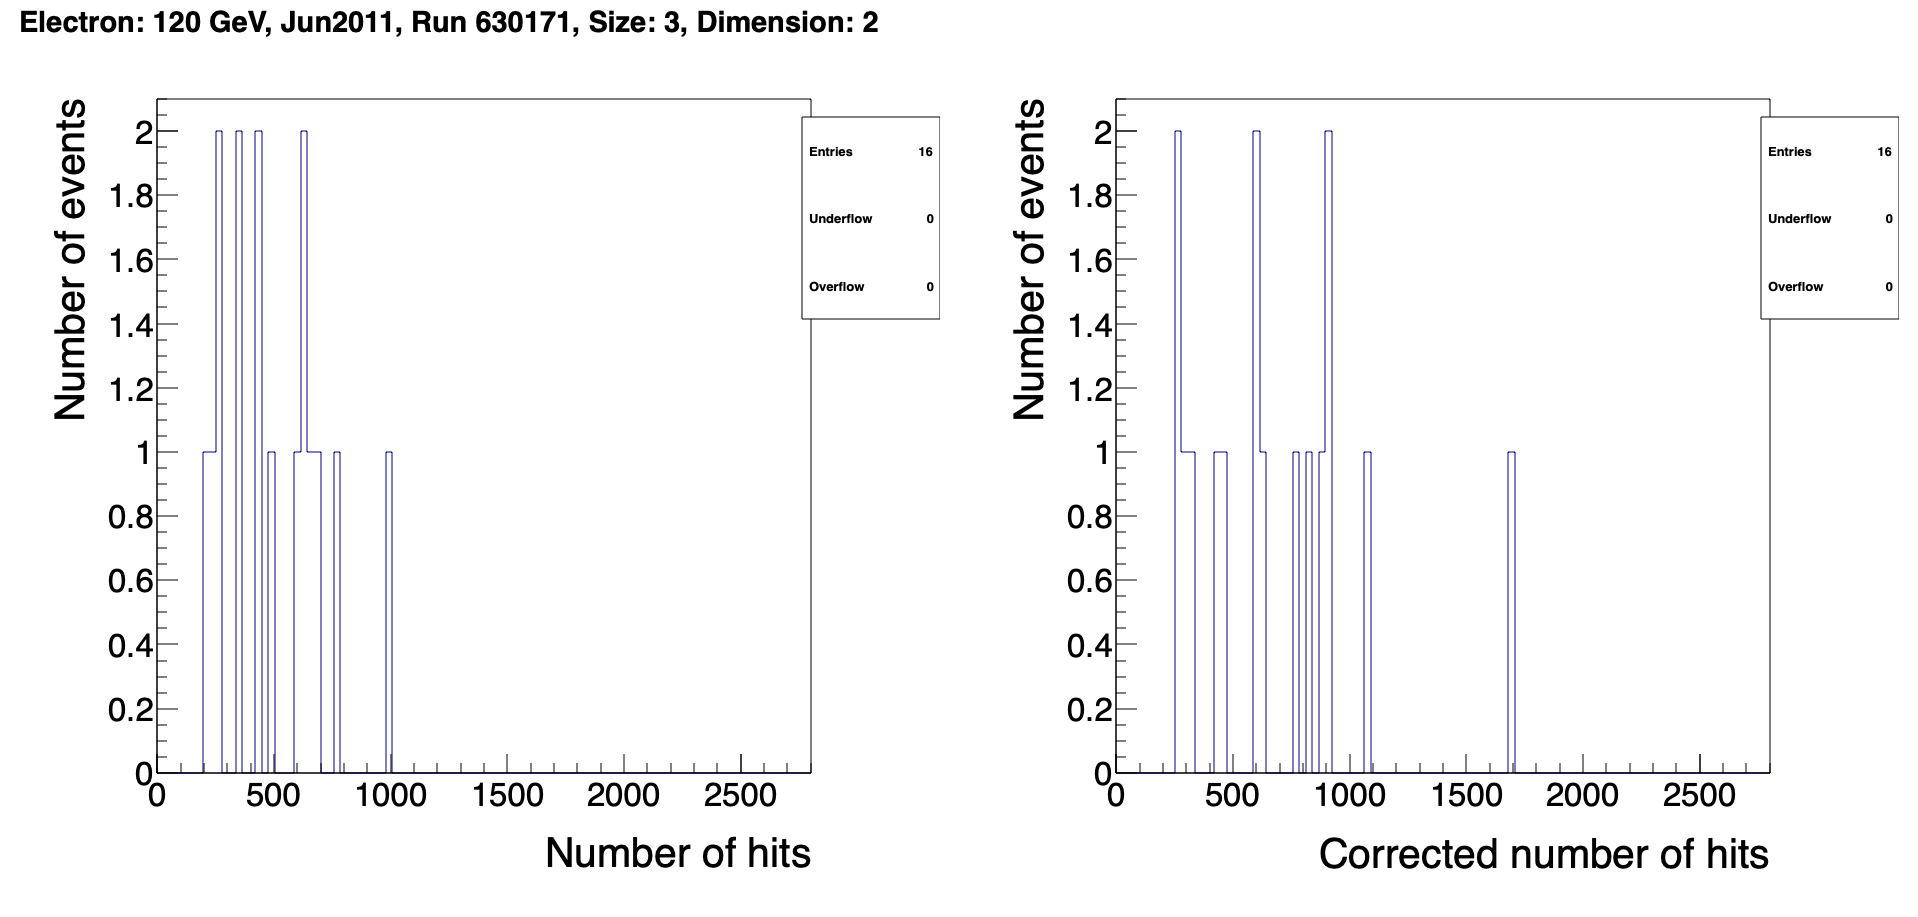 Electron: 120 GeV, Jun2011, Run 630171, Size: 3, Dimension: 2
Number of events
2
1.8
1.6
1.4
1.2
1
0.8
0.6
0.4
0.2
0
0 500 1000 1500 2000 2500
Number of hits
Entries 16
Underflow 0
Overflow 0
Number of events
2
1.8
1.6
1.4
1.2
1
0.8
0.6
0.4
0.2
0
0 500 1000 1500 2000 2500
Corrected number of hits
Entries 16
Underflow 0
Overflow 0